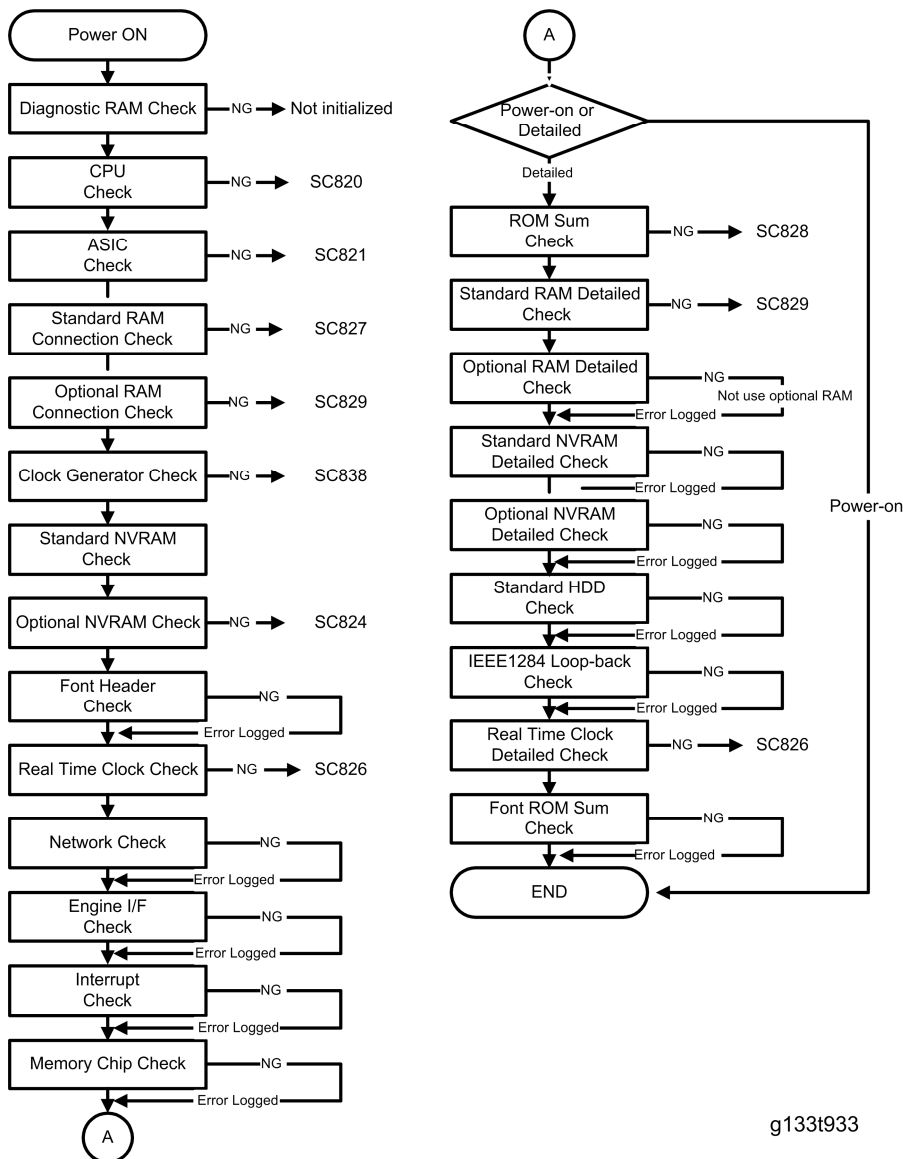 Power ON
Diagnostic RAM Check
NG
Not initialized
CPU
Check
NG
SC820
ASIC
Check
NG
SC821
Standard RAM
Connection Check
NG
SC827
Optional RAM
Connection Check
NG
SC829
Clock Generator Check
NG
SC838
Standard NVRAM
Check
Optional NVRAM Check
NG
SC824
Font Header
Check
NG
Error Logged
Real Time Clock Check
NG
SC826
Network Check
NG
Error Logged
Engine I/F
Check
NG
Error Logged
Interrupt
Check
NG
Error Logged
Memory Chip Check
NG
Error Logged
A
A
Power-on or
Detailed
Detailed
ROM Sum
Check
NG
SC828
Standard RAM Detailed
Check
NG
SC829
Optional RAM Detailed
Check
NG
Not use optional RAM
Error Logged
Standard NVRAM
Detailed Check
NG
Error Logged
Power-on
Optional NVRAM
Detailed Check
NG
Error Logged
Standard HDD
Check
NG
Error Logged
IEEE1284 Loop-back
Check
NG
Error Logged
Real Time Clock
Detailed Check
NG
SC826
Font ROM Sum
Check
NG
Error Logged
END
g133t933